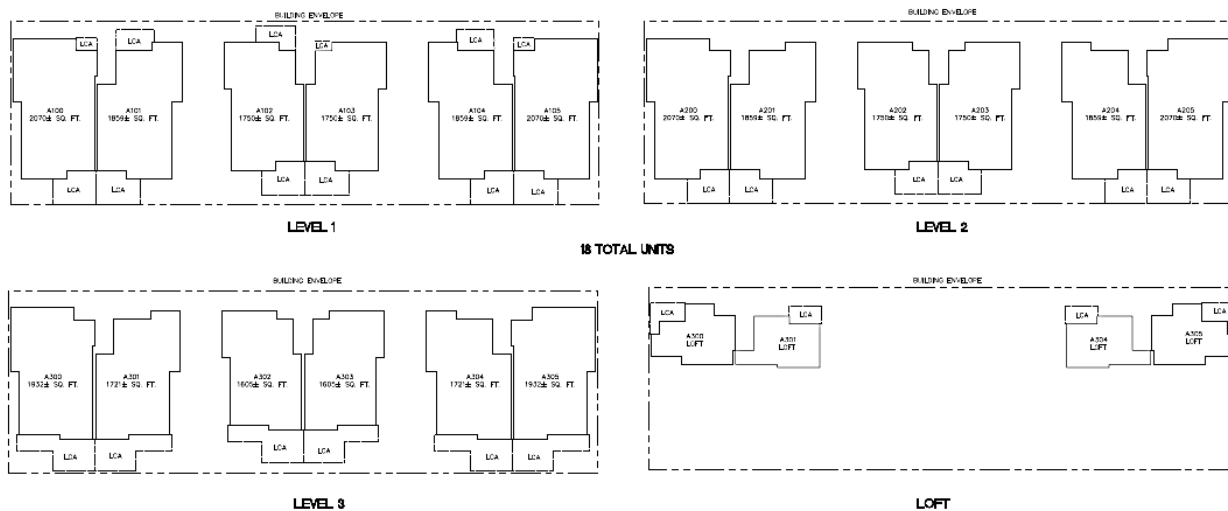 BUILDING ENVELOPE
LCA
LCA
LCA
LCA
LCA
LCA
A100
2070± SQ. FT.
A101
1859± SQ. FT.
A102
1750± SQ. FT.
A103
1750± SQ. FT.
A104
1859± SQ. FT.
A105
2070± SQ. FT.
LCA
LCA
LCA
LCA
LCA
LCA
LEVEL 1
BUILDING ENVELOPE
A200
2070± SQ. FT.
A201
1859± SQ. FT.
A202
1750± SQ. FT.
A203
1750± SQ. FT.
A204
1859± SQ. FT.
A205
2070± SQ. FT.
LCA
LCA
LCA
LCA
LCA
LCA
LEVEL 2
18 TOTAL UNITS
BUILDING ENVELOPE
A300
1932± SQ. FT.
A301
1721± SQ. FT.
A302
1605± SQ. FT.
A303
1605± SQ. FT.
A304
1721± SQ. FT.
A305
1932± SQ. FT.
LCA
LCA
LCA
LCA
LCA
LCA
LEVEL 3
BUILDING ENVELOPE
LCA
LCA
LCA
LCA
A300
LOFT
A301
LOFT
A304
LOFT
A305
LOFT
LOFT